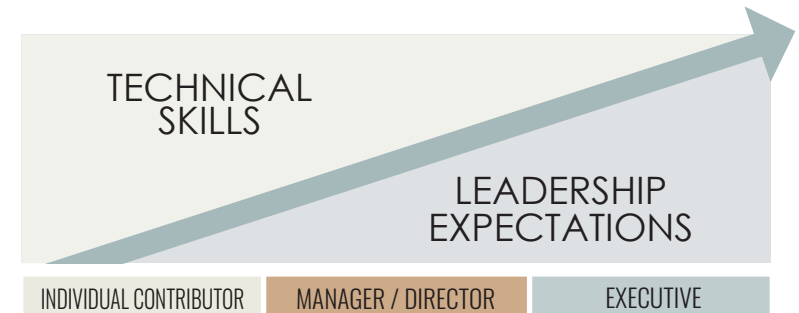 TECHNICAL
SKILLS
LEADERSHIP
EXPECTATIONS
INDIVIDUAL CONTRIBUTOR
MANAGER / DIRECTOR
EXECUTIVE